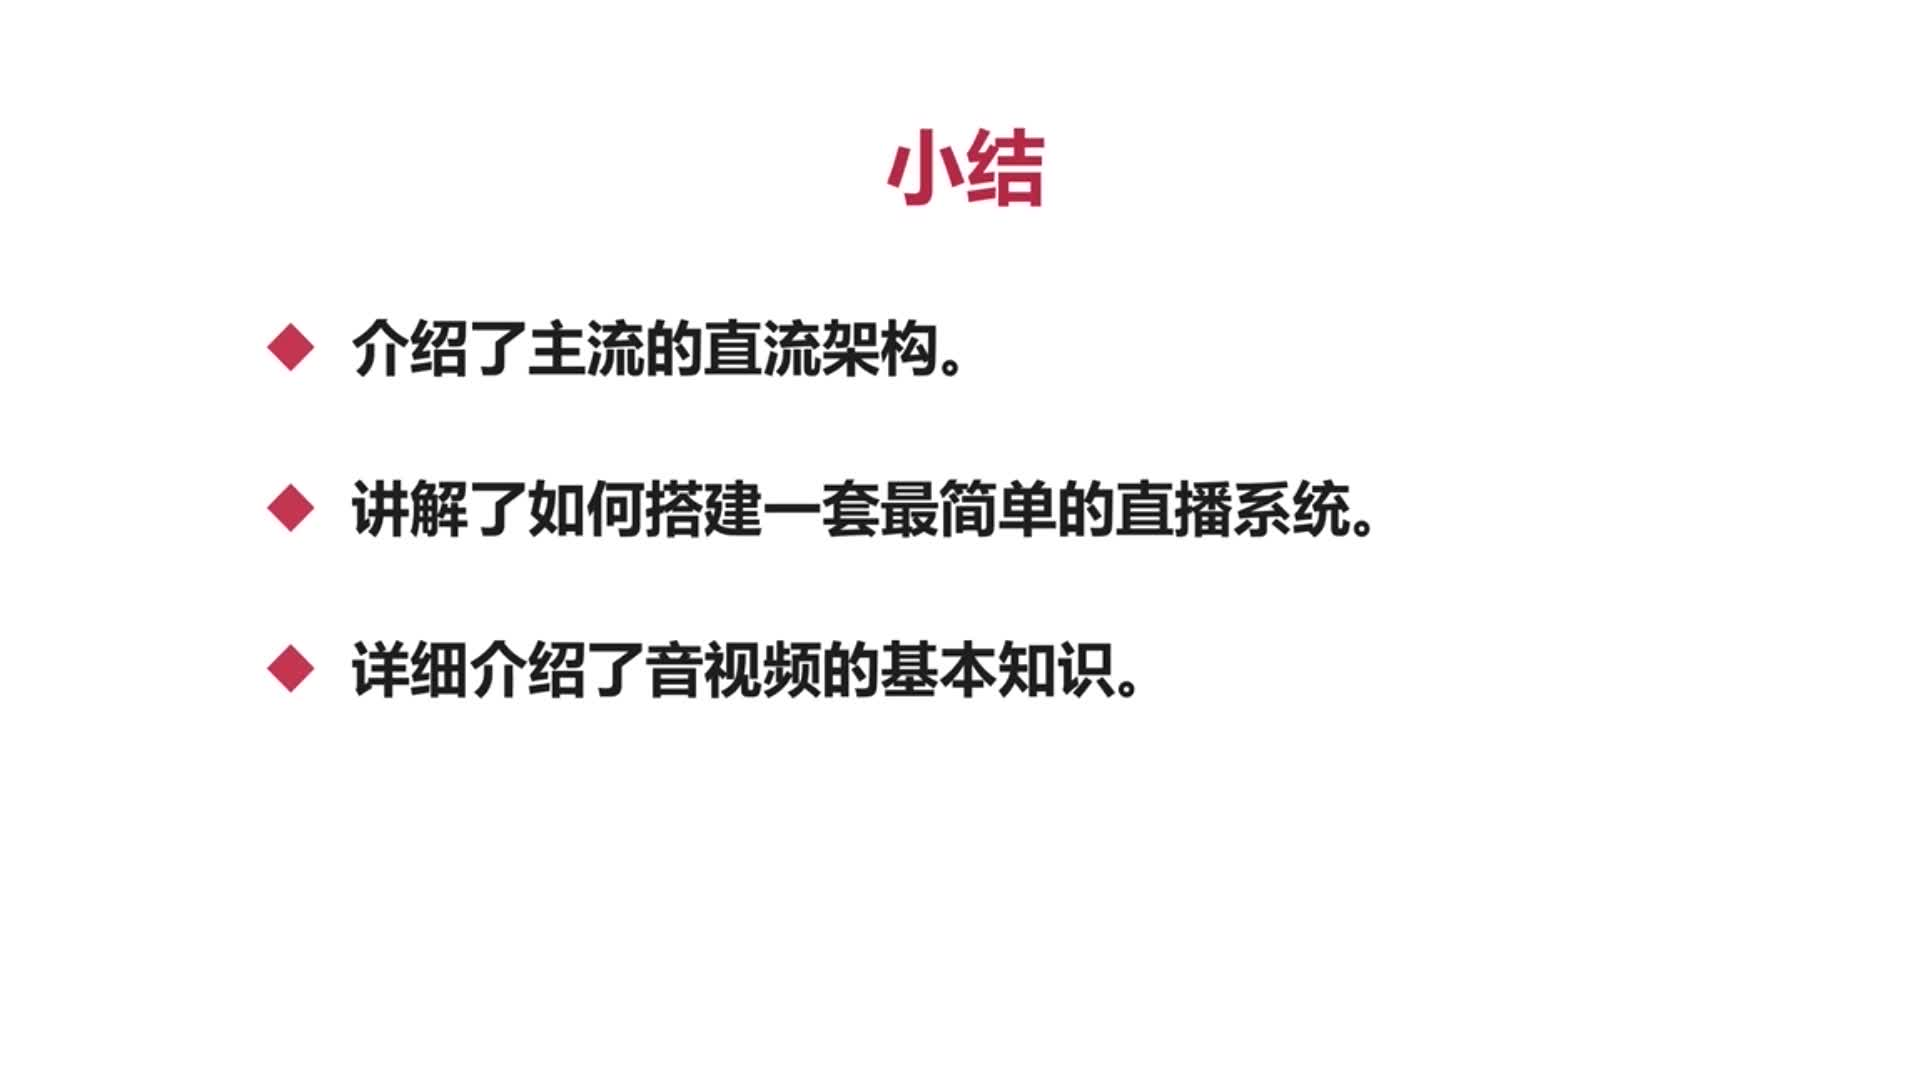 小结
介绍了主流的直流架构。
讲解了如何搭建一套最简单的直播系统。
详细介绍了音视频的基本知识。